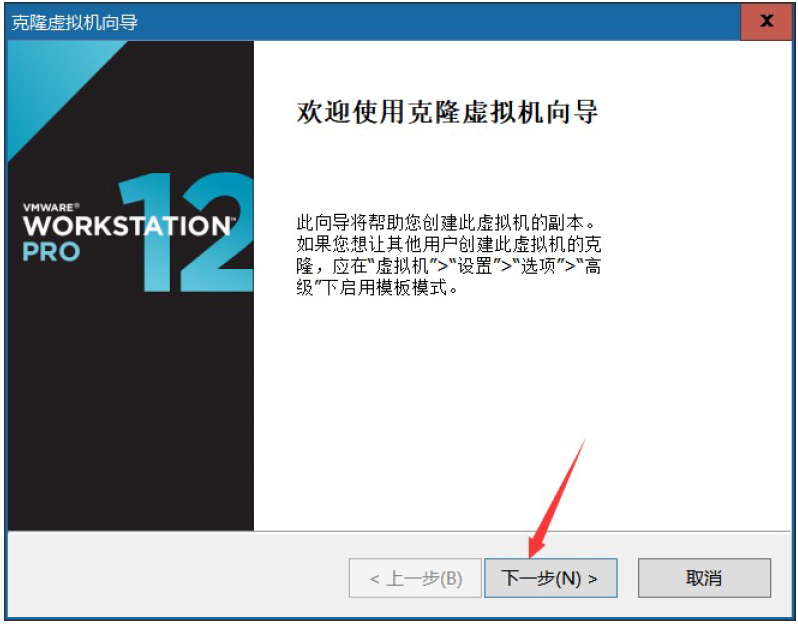 克隆虚拟机向导
x
欢迎使用克隆虚拟机向导
VMWARE®
WORKSTATION™
PRO
12
此向导将帮助您创建此虚拟机的副本。
如果您想让其他用户创建此虚拟机的克
隆，应在“虚拟机”>“设置”>“选项”>“高
级”下启用模板模式。
< 上一步(B)
下一步(N) >
取消